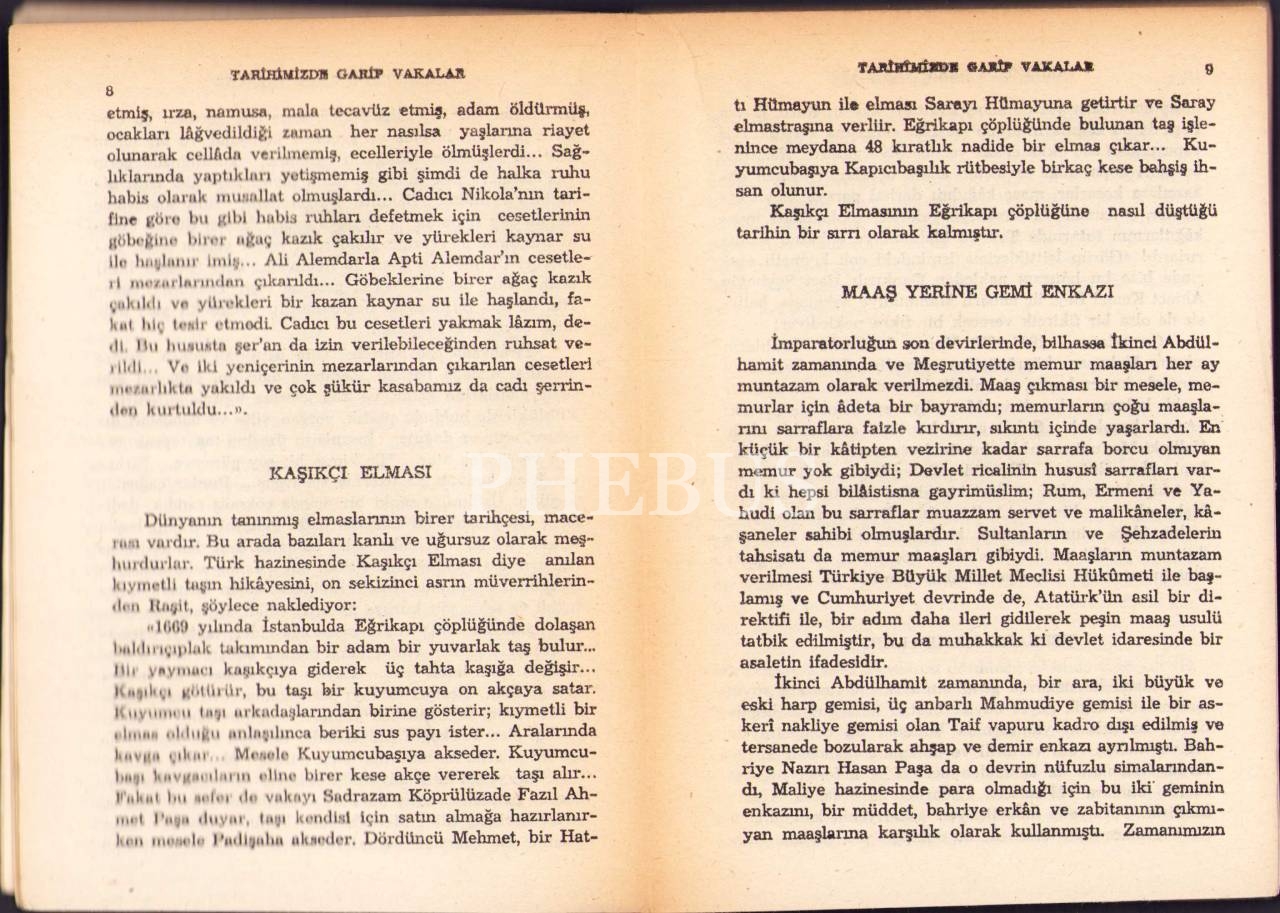 TARİHİMİZDE GARİP VAKALAR
8
etmiş, ırza, namusa, mala tecavüz etmiş, adam öldürmüş,
ocakları lâğvedildiği zaman her nasılsa yaşlarına riayet
olunarak cellâda verilmemiş, ecelleriyle ölmüşlerdi... Sağ-
lıklarında yaptıkları yetişmemiş gibi şimdi de halka ruhu
habis olarak musallat olmuşlardı... Cadıcı Nikola'nın tari-
fine göre bu gibi habis ruhları defetmek için cesetlerinin
göbeğine birer ağaç kazık çakılır ve yürekleri kaynar su
ile haşlanır imiş... Ali Alemdarla Apti Alemdar'ın cesetle-
ri mezarlarından çıkarıldı... Göbeklerine birer ağaç kazık
çakıldı ve yürekleri bir kazan kaynar su ile haşlandı, fa-
kat hiç tesir etmedi. Cadıcı bu cesetleri yakmak lâzım, de-
di. Bu hususta şer'an da izin verilebileceğinden ruhsat ve-
rildi... Ve iki yeniçerinin mezarlarından çıkarılan cesetleri
mezarlıkta yakıldı ve çok şükür kasabamız da cadı şerrin-
den kurtuldu...».
KAŞIKÇI ELMASI
Dünyanın tanınmış elmaslarının birer tarihçesi, mace-
rası vardır. Bu arada bazıları kanlı ve uğursuz olarak meş-
hurdurlar. Türk hazinesinde Kaşıkçı Elması diye anılan
kıymetli taşın hikâyesini, on sekizinci asrın müverrihlerin-
den Raşit, şöylece naklediyor:
«1669 yılında İstanbulda Eğrikapı çöplüğünde dolaşan
baldırıçıplak takımından bir adam bir yuvarlak taş bulur...
Bir yaymacı kaşıkçıya giderek üç tahta kaşığa değişir...
Kaşıkçı götürür, bu taşı bir kuyumcuya on akçaya satar.
Kuyumcu taşı arkadaşlarından birine gösterir; kıymetli bir
elmas olduğu anlaşılınca beriki sus payı ister... Aralarında
kavga çıkar... Mesele Kuyumcubaşıya akseder. Kuyumcu-
başı kavgacıların eline birer kese akçe vererek taşı alır...
Fakat bu sefer de vakayı Sadrazam Köprülüzade Fazıl Ah-
met Paşa duyar, taşı kendisi için satın almağa hazırlanır-
ken mesele Padişaha akseder. Dördüncü Mehmet, bir Hat-
TARİHİMİZDE GARİP VAKALAR
9
tı Hümayun ile elması Sarayı Hümayuna getirtir ve Saray
elmastraşına verliir. Eğrikapı çöplüğünde bulunan taş işle-
nince meydana 48 kıratlık nadide bir elmas çıkar... Ku-
yumcubaşıya Kapıcıbaşılık rütbesiyle birkaç kese bahşiş ih-
san olunur.
Kaşıkçı Elmasının Eğrikapı çöplüğüne nasıl düştüğü
tarihin bir sırrı olarak kalmıştır.
MAAŞ YERİNE GEMİ ENKAZI
İmparatorluğun son devirlerinde, bilhassa İkinci Abdül-
hamit zamanında ve Meşrutiyette memur maaşları her ay
muntazam olarak verilmezdi. Maaş çıkması bir mesele, me-
murlar için âdeta bir bayramdı; memurların çoğu maaşla-
rını sarraflara faizle kırdırır, sıkıntı içinde yaşarlardı. En
küçük bir kâtipten vezirine kadar sarrafa borcu olmıyan
memur yok gibiydi; Devlet ricalinin hususî sarrafları var-
dı ki hepsi bilâistisna gayrimüslim; Rum, Ermeni ve Ya-
hudi olan bu sarraflar muazzam servet ve malikâneler, kâ-
şaneler sahibi olmuşlardır. Sultanların ve Şehzadelerin
tahsisatı da memur maaşları gibiydi. Maaşların muntazam
verilmesi Türkiye Büyük Millet Meclisi Hükûmeti ile baş-
lamış ve Cumhuriyet devrinde de, Atatürk'ün asil bir di-
rektifi ile, bir adım daha ileri gidilerek peşin maaş usulü
tatbik edilmiştir, bu da muhakkak ki devlet idaresinde bir
asaletin ifadesidir.
İkinci Abdülhamit zamanında, bir ara, iki büyük ve
eski harp gemisi, üç anbarlı Mahmudiye gemisi ile bir as-
kerî nakliye gemisi olan Taif vapuru kadro dışı edilmiş ve
tersanede bozularak ahşap ve demir enkazı ayrılmıştı. Bah-
riye Nazırı Hasan Paşa da o devrin nüfuzlu simalarından-
dı, Maliye hazinesinde para olmadığı için bu iki geminin
enkazını, bir müddet, bahriye erkân ve zabitanının çıkmı-
yan maaşlarına karşılık olarak kullanmıştı. Zamanımızın
PHEBUS